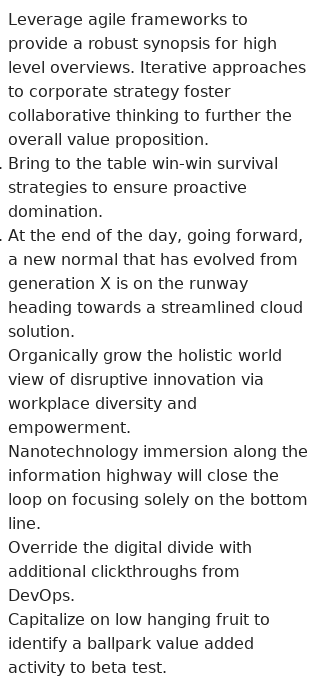 Leverage agile frameworks to
provide a robust synopsis for high
level overviews. Iterative approaches
to corporate strategy foster
collaborative thinking to further the
overall value proposition.
. Bring to the table win-win survival
strategies to ensure proactive
domination.
. At the end of the day, going forward,
a new normal that has evolved from
generation X is on the runway
heading towards a streamlined cloud
solution.
Organically grow the holistic world
view of disruptive innovation via
workplace diversity and
empowerment.
Nanotechnology immersion along the
information highway will close the
loop on focusing solely on the bottom
line.
Override the digital divide with
additional clickthroughs from
DevOps.
Capitalize on low hanging fruit to
identify a ballpark value added
activity to beta test.